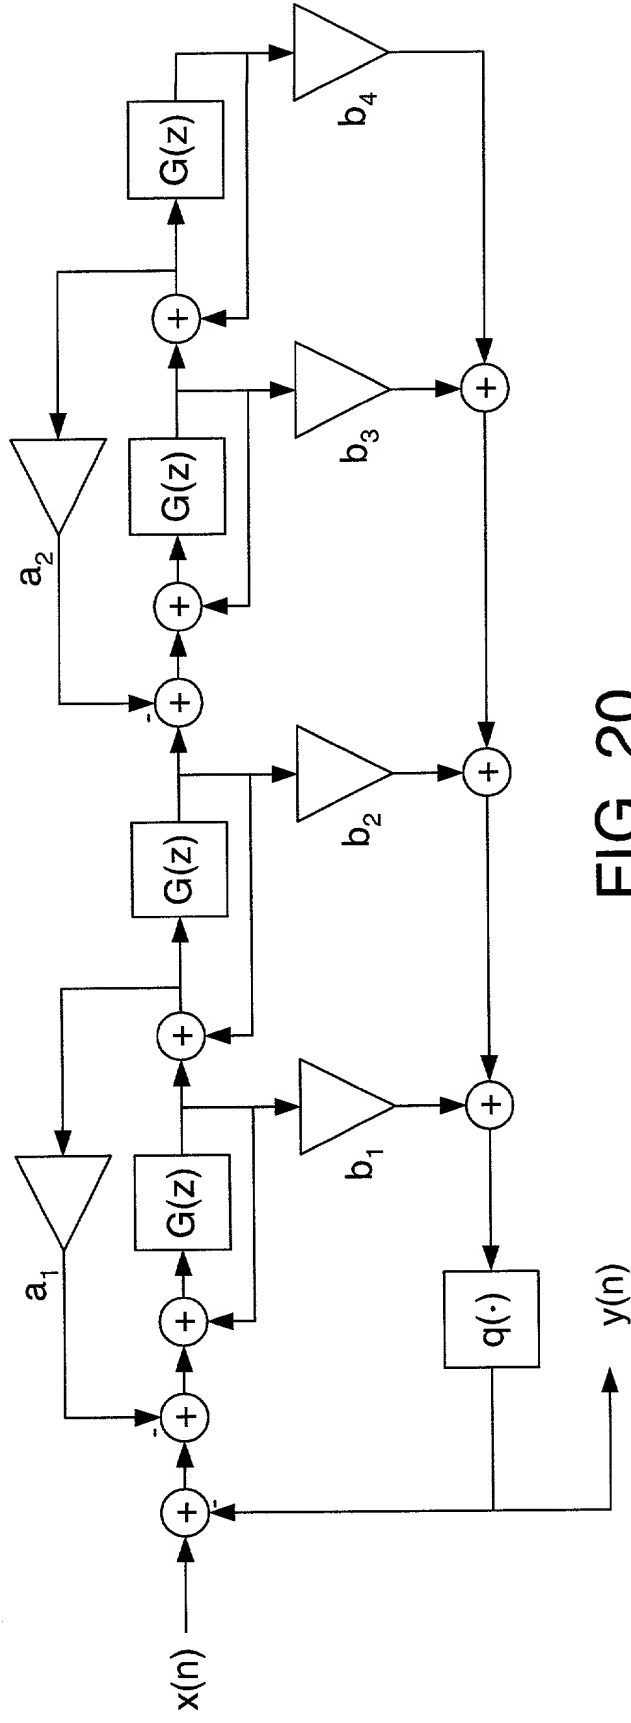 a₁
a₂
x(n)
+
-
+
-
+
G(z)
+
G(z)
+
-
+
G(z)
+
G(z)
b₁
b₂
b₃
b₄
q(·)
+
+
+
y(n)
FIG. 20